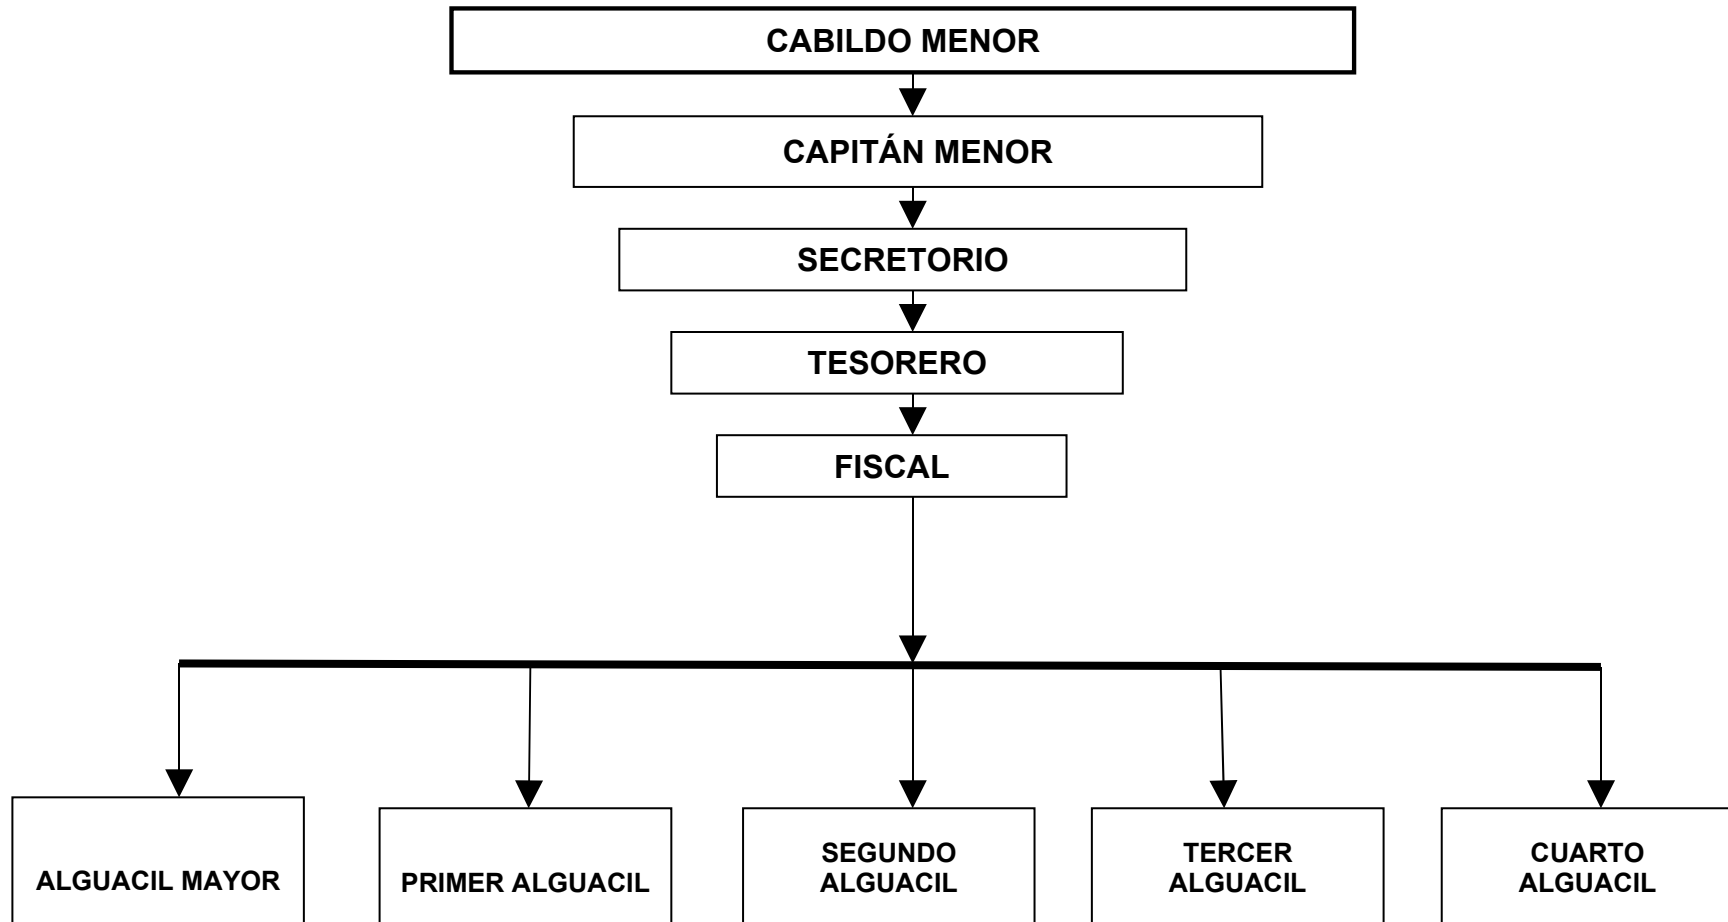 CABILDO MENOR
CAPITÁN MENOR
SECRETORIO
TESORERO
FISCAL
ALGUACIL MAYOR
PRIMER ALGUACIL
SEGUNDO
ALGUACIL
TERCER
ALGUACIL
CUARTO
ALGUACIL